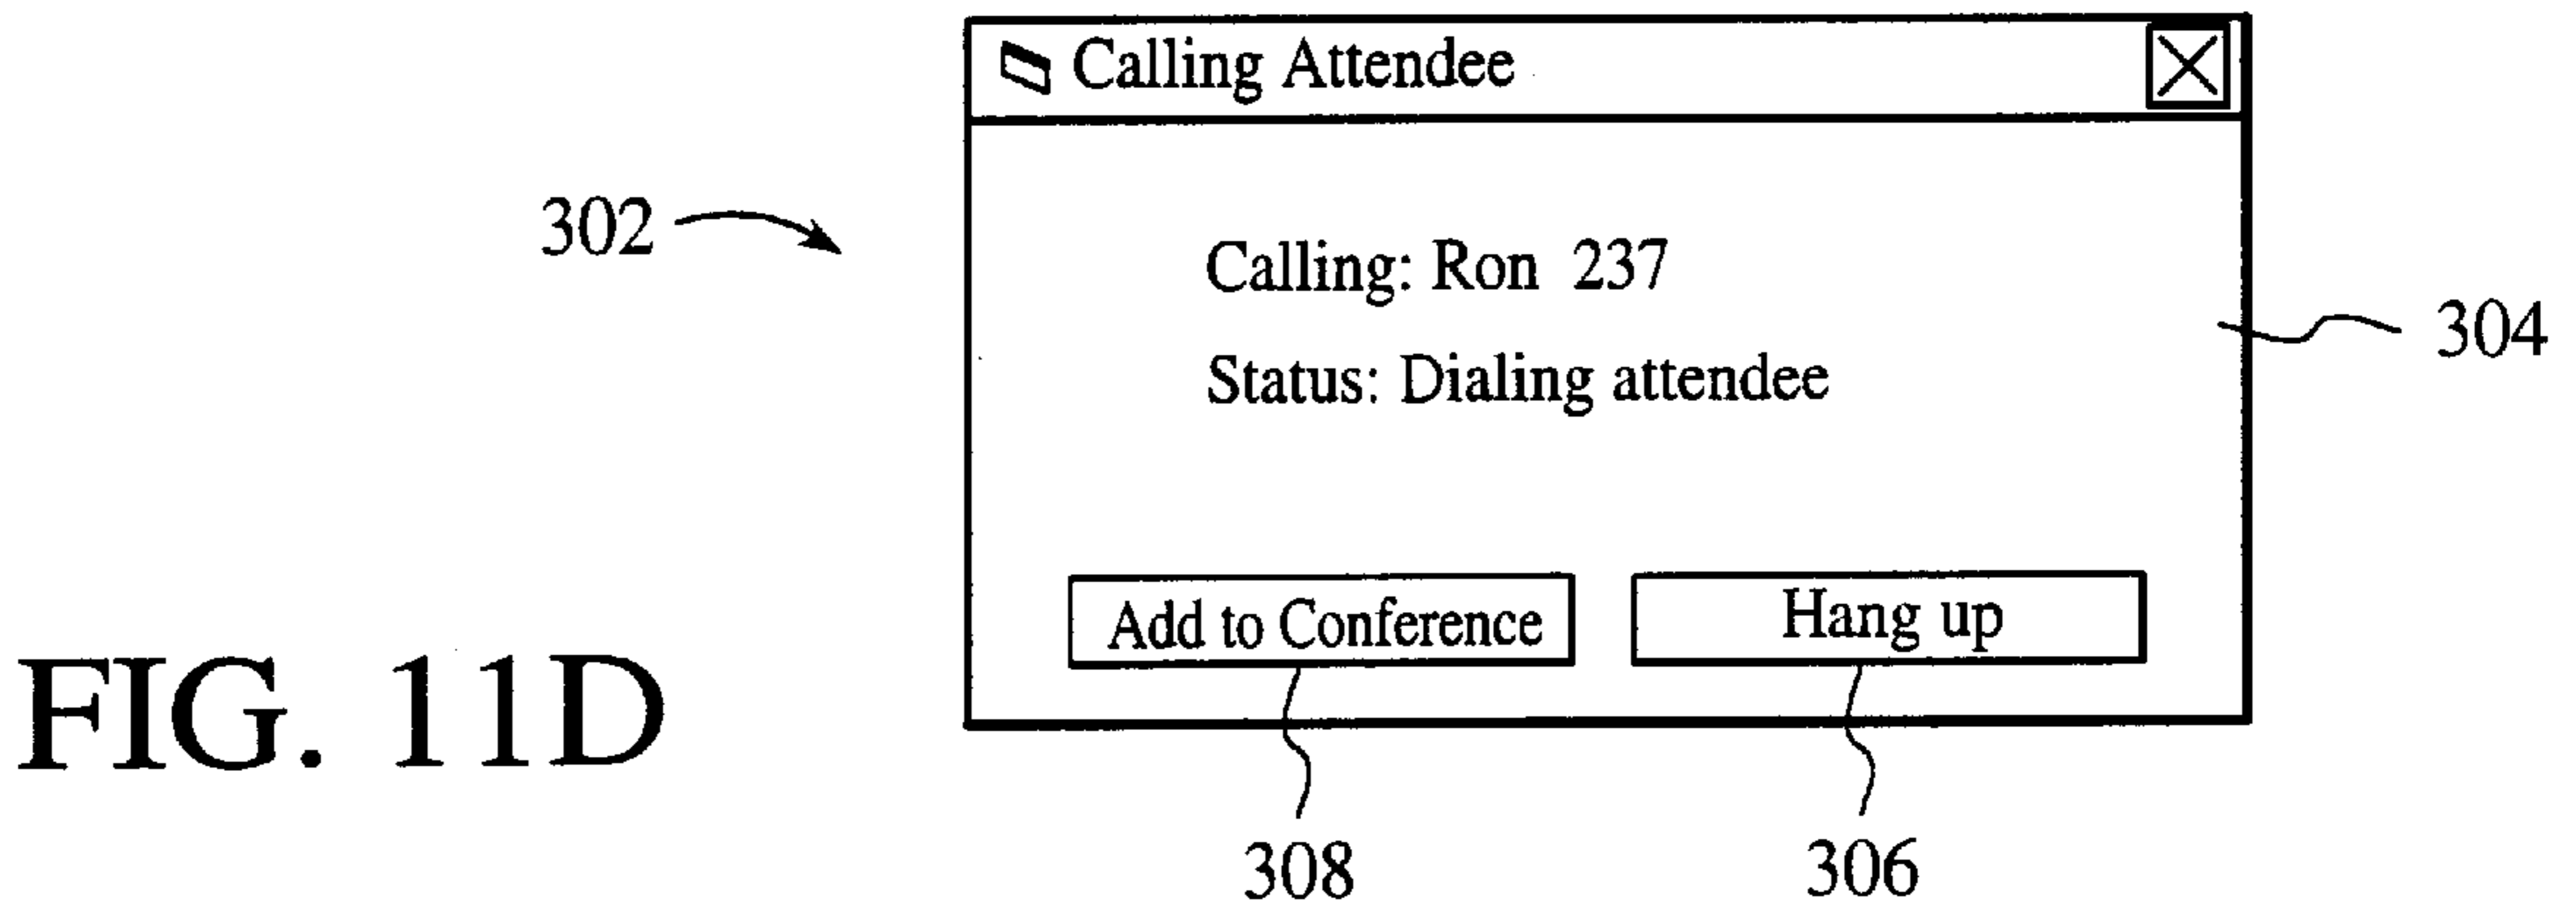 Calling Attendee
302
Calling: Ron 237
304
Status: Dialing attendee
Add to Conference
Hang up
FIG. 11D
308
306